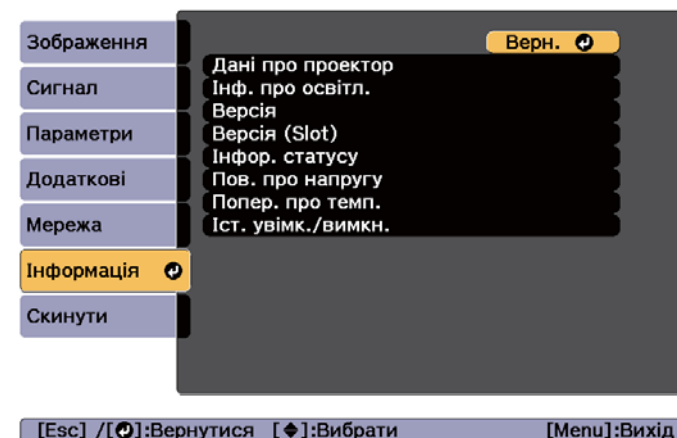 Зображення
Сигнал
Параметри
Додаткові
Мережа
Інформація
Скинути
Верн.
Дані про проектор
Інф. про освітл.
Версія
Версія (Slot)
Інфор. статусу
Пов. про напругу
Попер. про темп.
Іст. увімк./вимкн.
[Esc] /[⏎]:Вернутися [◆]:Вибрати [Menu]:Вихід